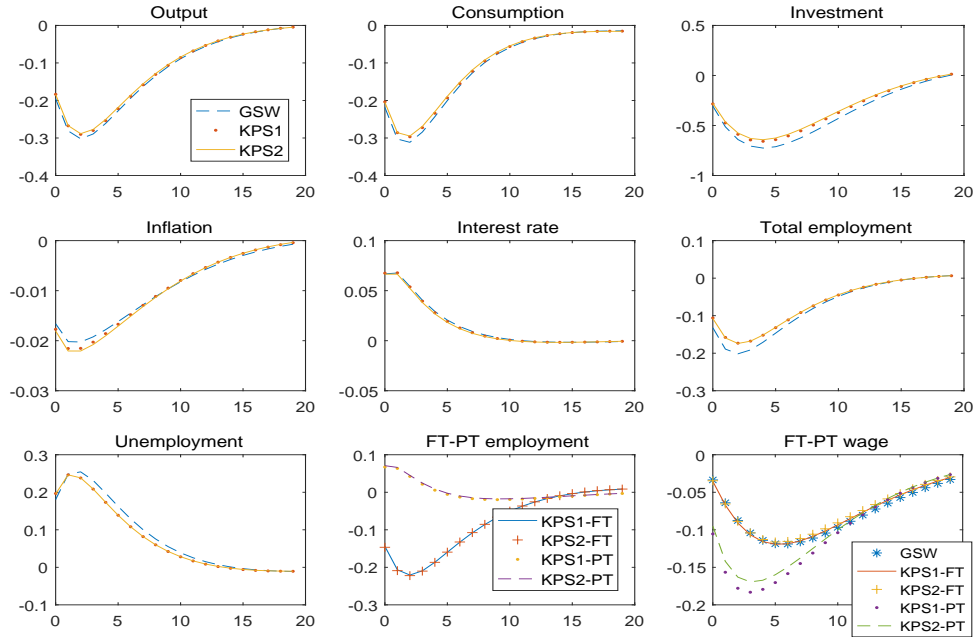 Output
Consumption
Investment
0
-0.1
-0.2
-0.3
-0.4
0 5 10 15 20
GSW
KPS1
KPS2
0
-0.1
-0.2
-0.3
-0.4
0 5 10 15 20
0.5
0
-0.5
-1
0 5 10 15 20
Inflation
Interest rate
Total employment
0
-0.01
-0.02
-0.03
0 5 10 15 20
0.1
0.05
0
-0.05
0 5 10 15 20
0.1
0
-0.1
-0.2
-0.3
0 5 10 15 20
Unemployment
FT-PT employment
FT-PT wage
0.3
0.2
0.1
0
-0.1
0 5 10 15 20
0.1
0
-0.1
-0.2
-0.3
0 5 10 15 20
KPS1-FT
KPS2-FT
KPS1-PT
KPS2-PT
0
-0.05
-0.1
-0.15
-0.2
0 5 10 15 20
GSW
KPS1-FT
KPS2-FT
KPS1-PT
KPS2-PT